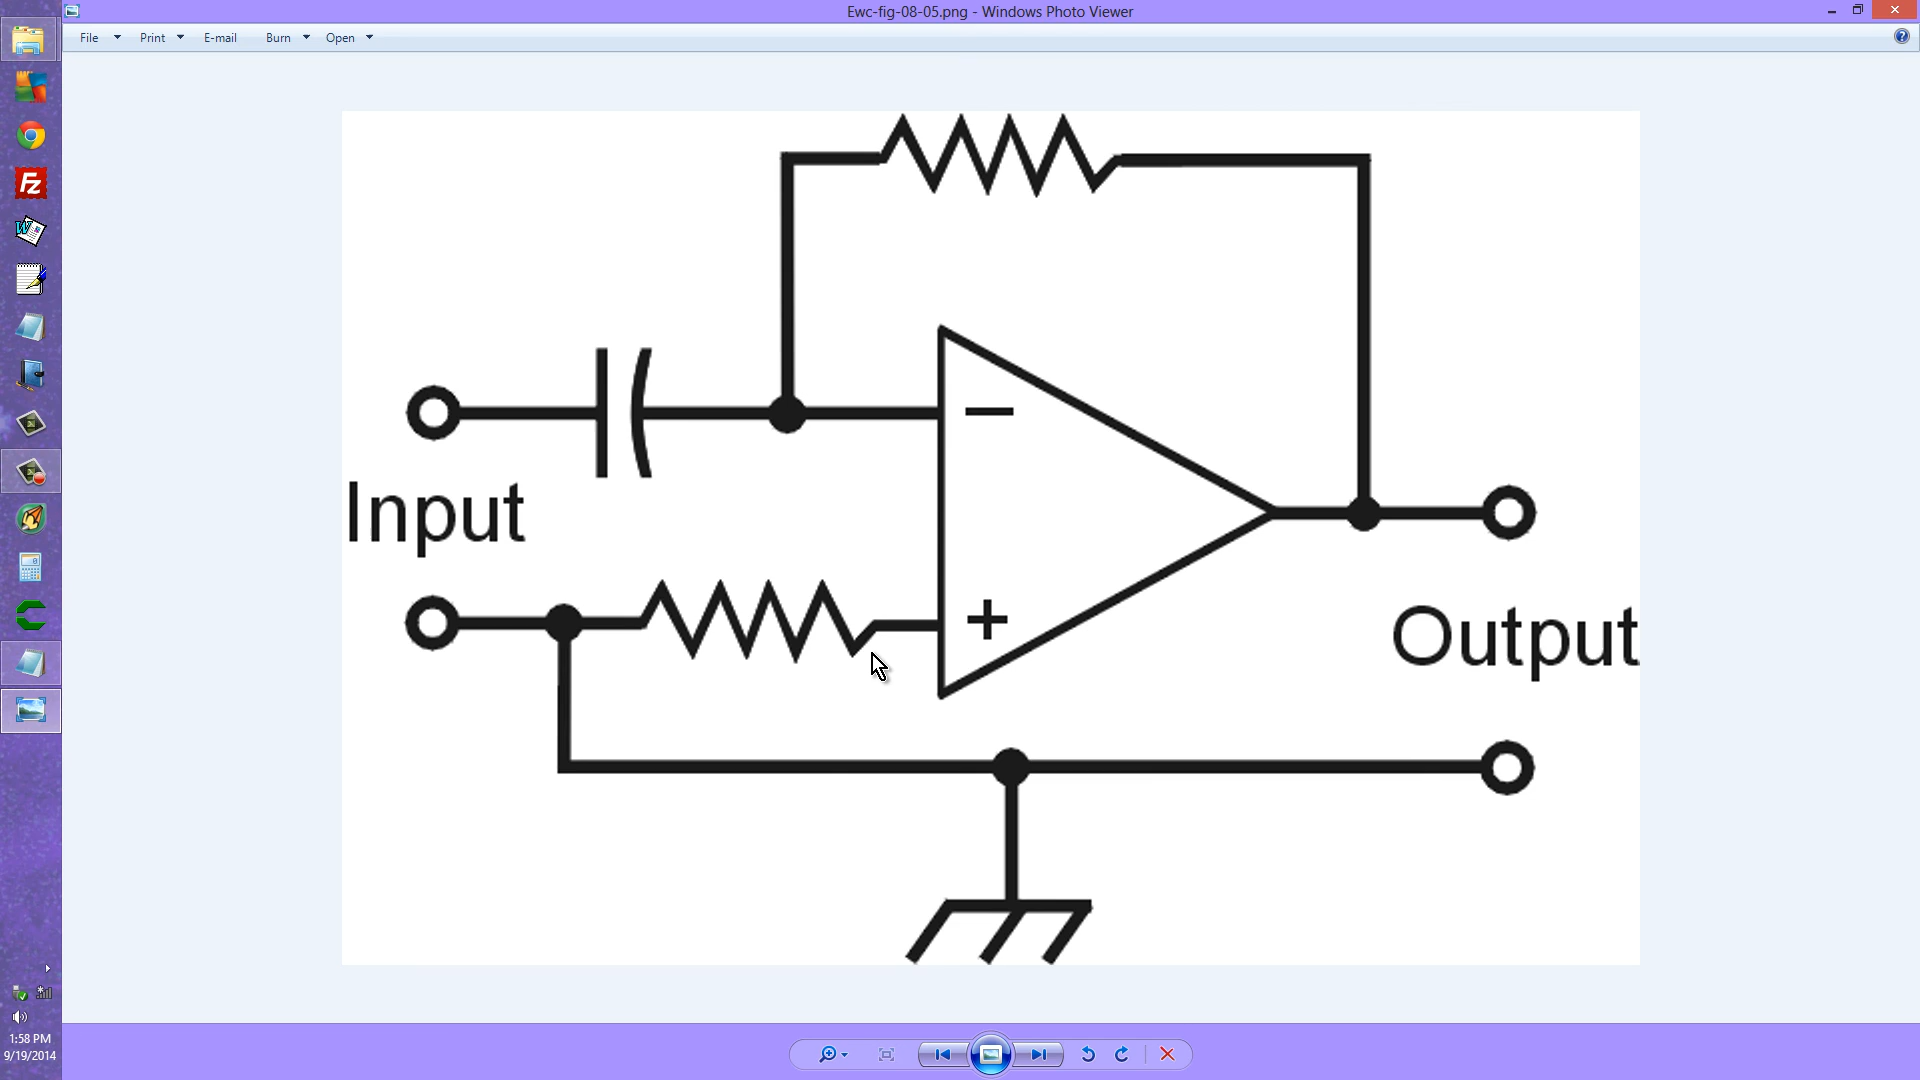 Ewc-fig-08-05.png - Windows Photo Viewer
File Print E-mail Burn Open
Input
−
+
Output
1:58 PM
9/19/2014